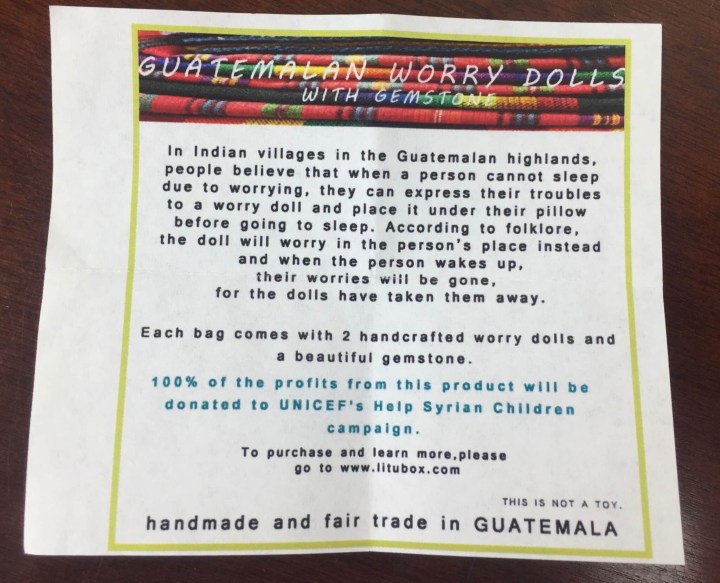 GUATEMALAN WORRY DOLLS
WITH GEMSTONE
In Indian villages in the Guatemalan highlands,
people believe that when a person cannot sleep
due to worrying, they can express their troubles
to a worry doll and place it under their pillow
before going to sleep. According to folklore,
the doll will worry in the person's place instead
and when the person wakes up,
their worries will be gone,
for the dolls have taken them away.
Each bag comes with 2 handcrafted worry dolls and
a beautiful gemstone.
100% of the profits from this product will be
donated to UNICEF's Help Syrian Children
campaign.
To purchase and learn more,please
go to www.litubox.com
THIS IS NOT A TOY.
handmade and fair trade in GUATEMALA